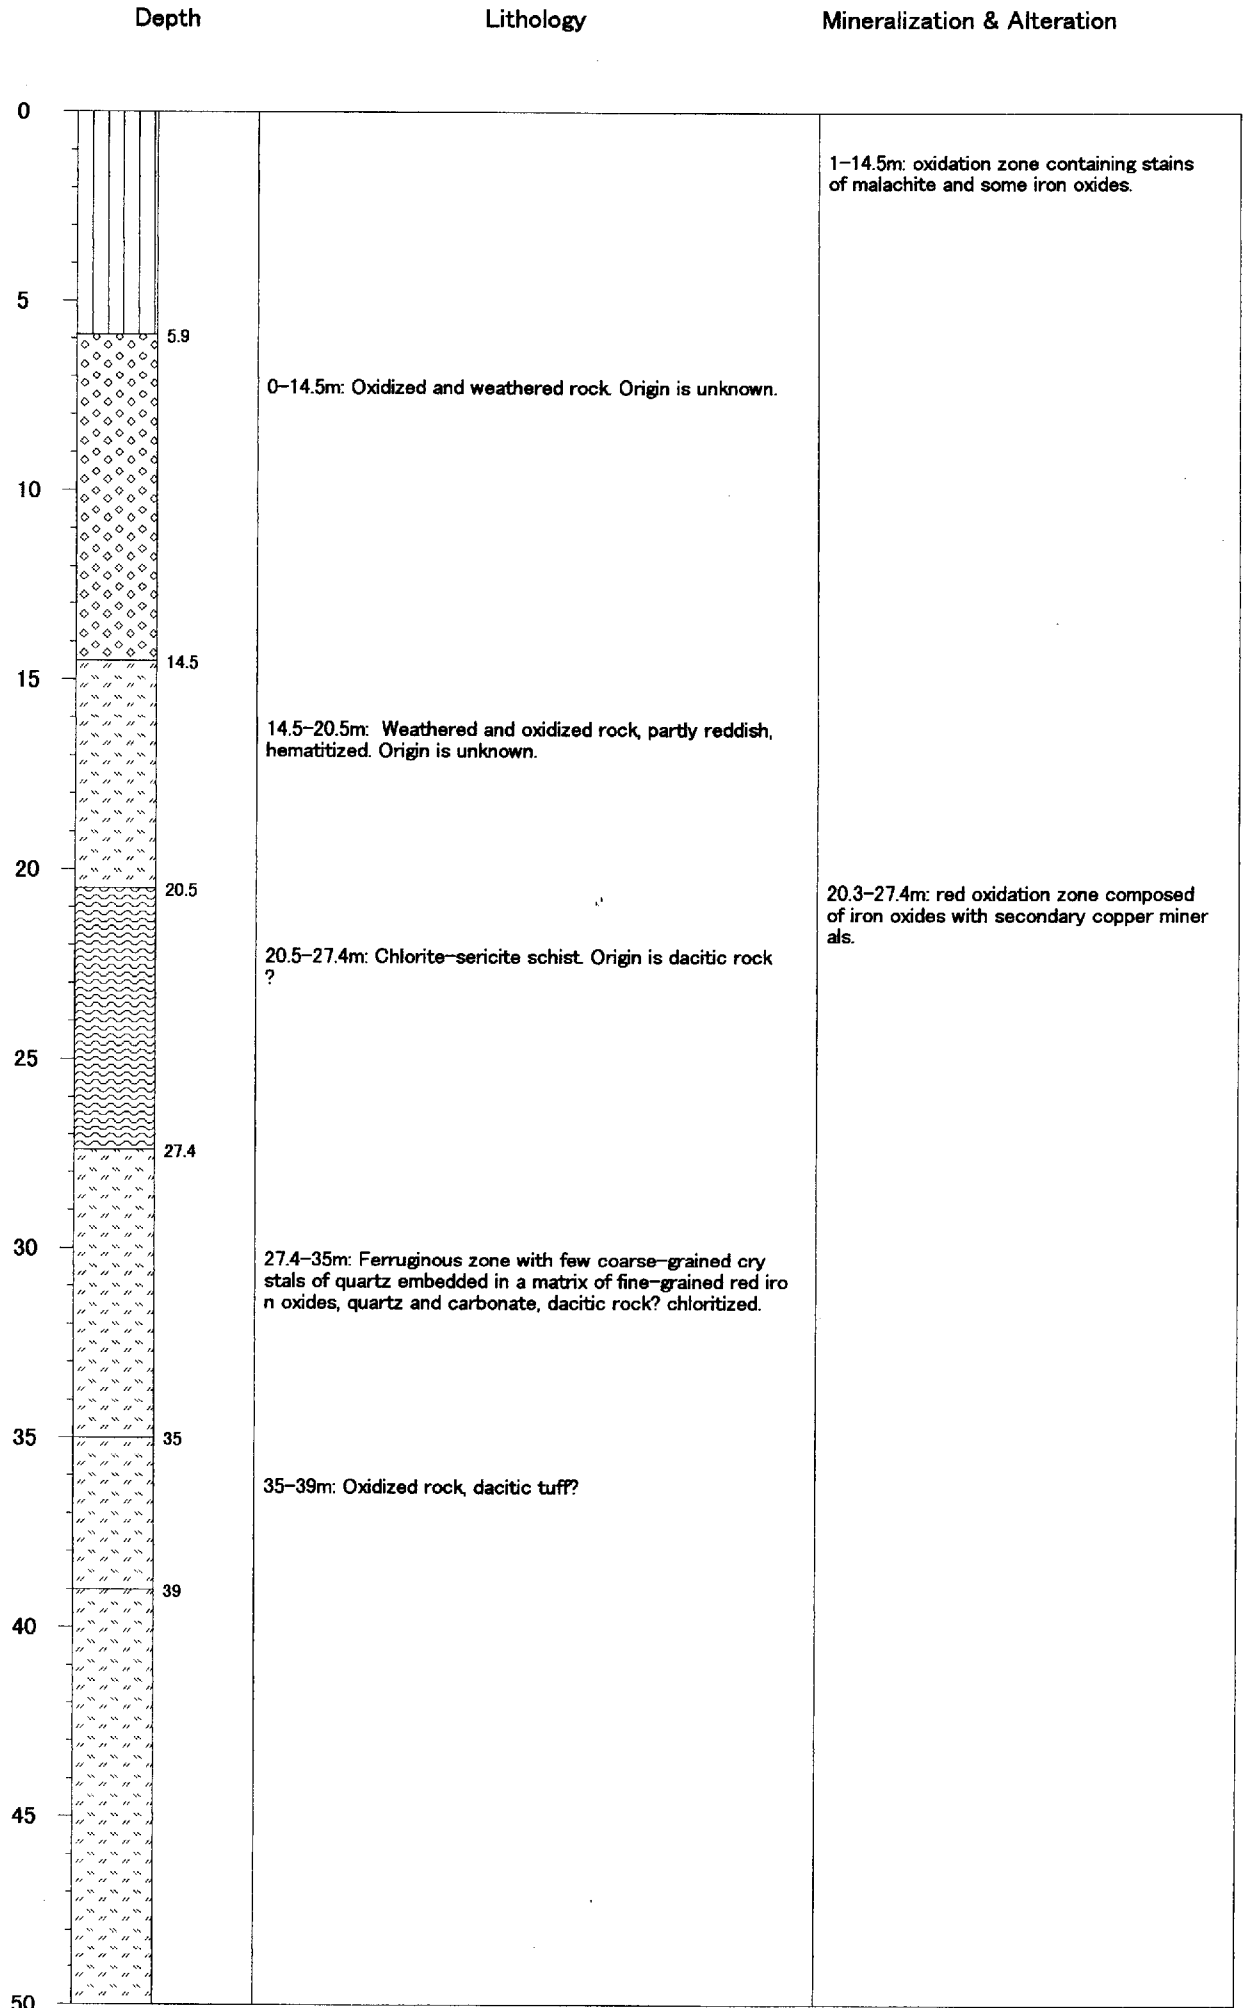 Depth Lithology Mineralization & Alteration
0
1-14.5m: oxidation zone containing stains
of malachite and some iron oxides.
5
5.9
0-14.5m: Oxidized and weathered rock. Origin is unknown.
10
14.5
15
14.5-20.5m: Weathered and oxidized rock, partly reddish,
hematitized. Origin is unknown.
20
20.5
20.3-27.4m: red oxidation zone composed
of iron oxides with secondary copper miner
als.
20.5-27.4m: Chlorite-sericite schist. Origin is dacitic rock
?
25
27.4
30
27.4-35m: Ferruginous zone with few coarse-grained cry
stals of quartz embedded in a matrix of fine-grained red iro
n oxides, quartz and carbonate, dacitic rock? chloritized.
35
35
35-39m: Oxidized rock, dacitic tuff?
39
40
45
50